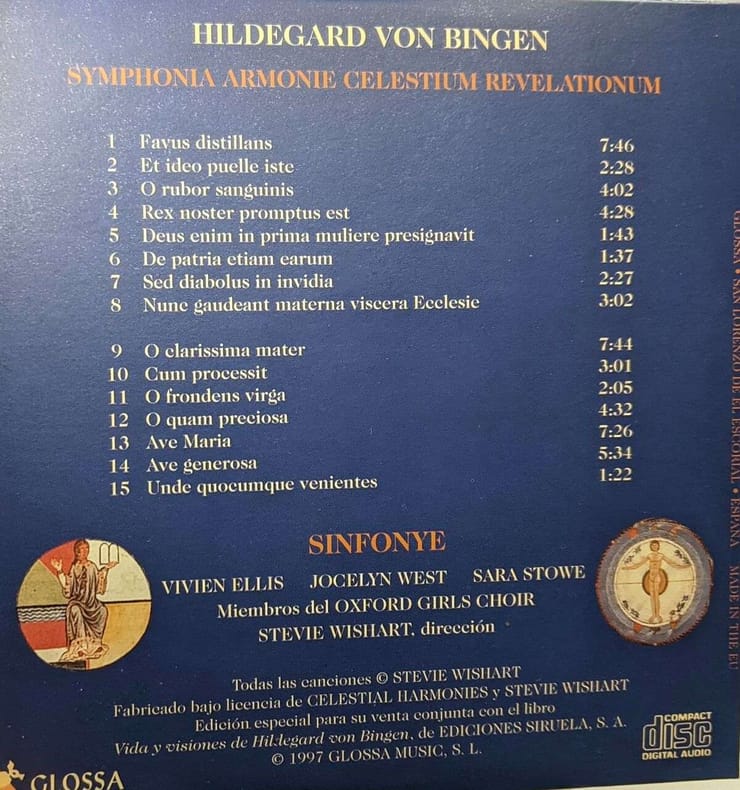 HILDEGARD VON BINGEN
SYMPHONIA ARMONIE CELESTIUM REVELATIONUM
1 Favus distillans 7:46
2 Et ideo puelle iste 2:28
3 O rubor sanguinis 4:02
4 Rex noster promptus est 4:28
5 Deus enim in prima muliere presignavit 1:43
6 De patria etiam earum 1:37
7 Sed diabolus in invidia 2:27
8 Nunc gaudeant materna viscera Ecclesie 3:02
9 O clarissima mater 7:44
10 Cum processit 3:01
11 O frondens virga 2:05
12 O quam preciosa 4:32
13 Ave Maria 7:26
14 Ave generosa 5:34
15 Unde quocumque venientes 1:22
SINFONYE
VIVIEN ELLIS JOCELYN WEST SARA STOWE
Miembros del OXFORD GIRLS CHOIR
STEVIE WISHART, dirección
Todas las canciones © STEVIE WISHART
Fabricado bajo licencia de CELESTIAL HARMONIES y STEVIE WISHART
Edición especial para su venta conjunta con el libro
Vida y visiones de Hildegard von Bingen, de EDICIONES SIRUELA, S. A.
© 1997 GLOSSA MUSIC, S. L.
GLOSSA
COMPACT
disc
DIGITAL AUDIO
GLOSSA • SAN LORENZO DE EL ESCORIAL • ESPAÑA MADE IN THE EU